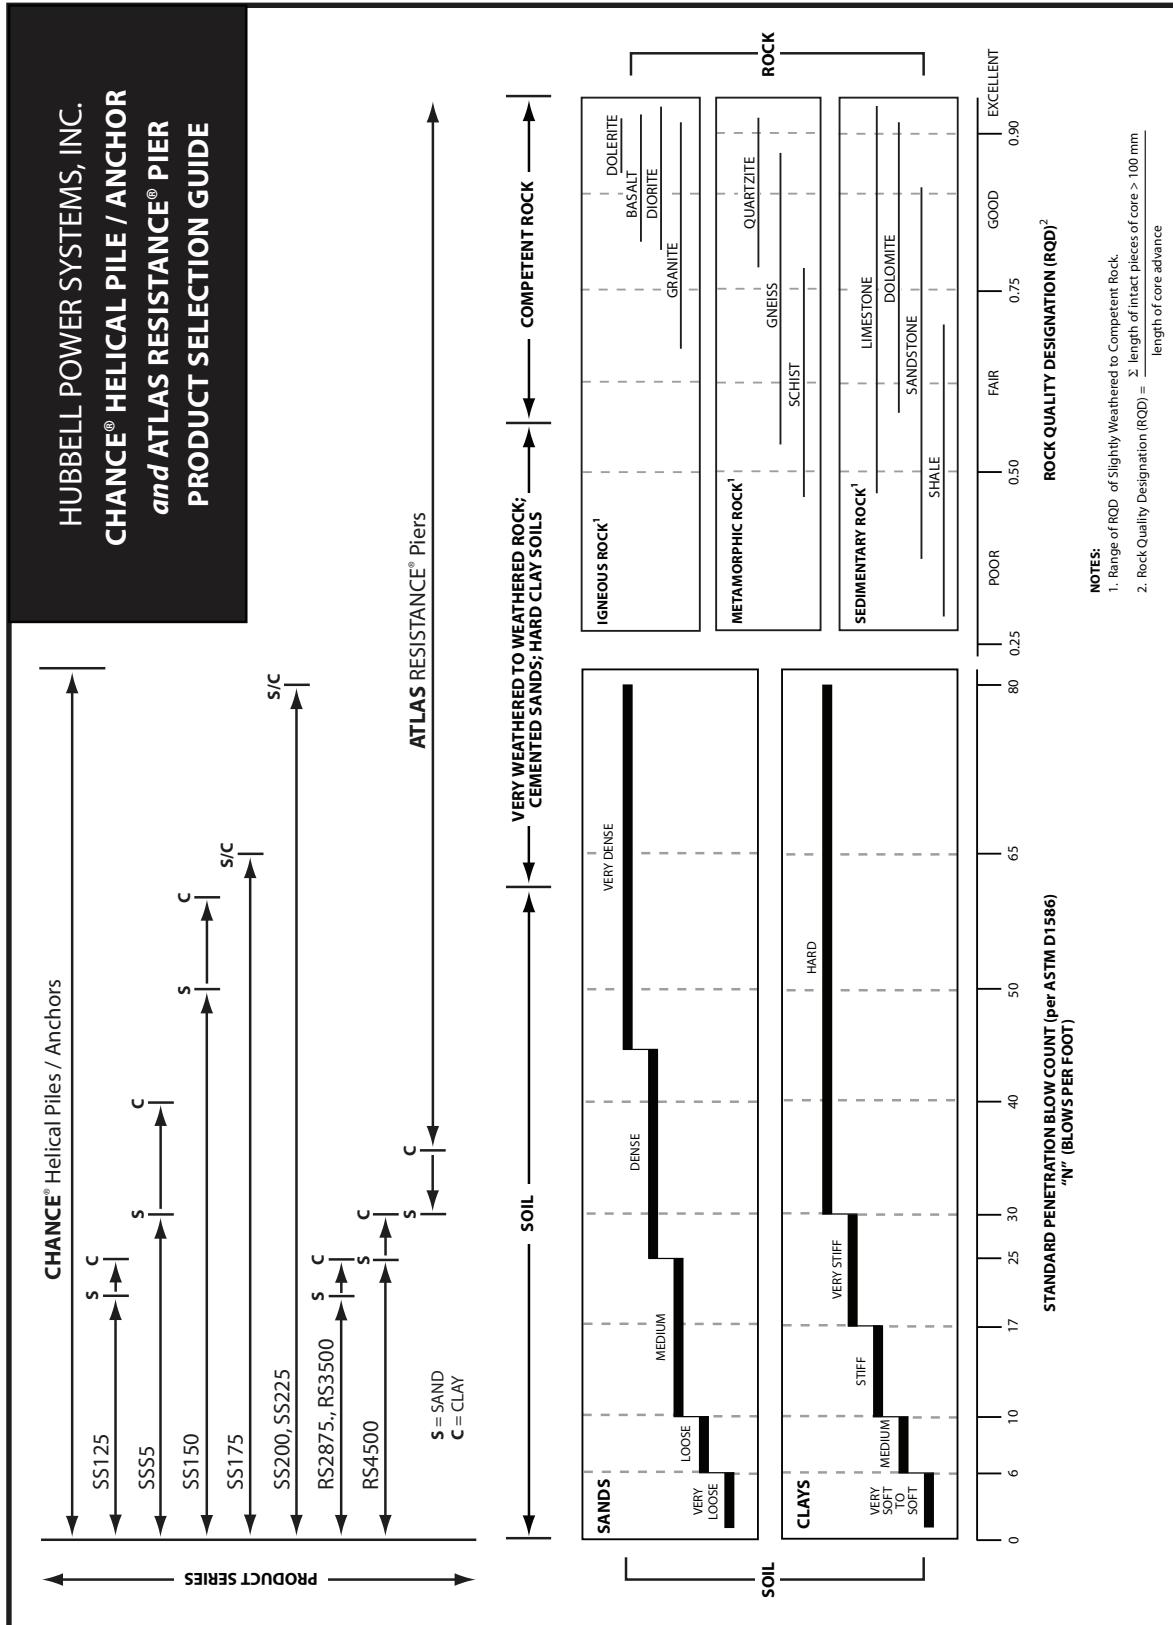 HUBBELL POWER SYSTEMS, INC.
CHANCE® HELICAL PILE / ANCHOR
and ATLAS RESISTANCE® PIER
PRODUCT SELECTION GUIDE
PRODUCT SERIES
CHANCE® Helical Piles / Anchors
SS125
S
C
SSS5
S
C
SS150
S
C
SS175
S/C
SS200, SS225
S/C
RS2875., RS3500
S
C
RS4500
S
C
ATLAS RESISTANCE® Piers
S
C
S = SAND
C = CLAY
SOIL
VERY WEATHERED TO WEATHERED ROCK;
CEMENTED SANDS; HARD CLAY SOILS
COMPETENT ROCK
SOIL
SANDS
VERY
LOOSE
LOOSE
MEDIUM
DENSE
VERY DENSE
CLAYS
VERY
SOFT
TO
SOFT
MEDIUM
STIFF
VERY STIFF
HARD
0
6
10
17
25
30
40
50
65
80
STANDARD PENETRATION BLOW COUNT (per ASTM D1586)
"N" (BLOWS PER FOOT)
ROCK
IGNEOUS ROCK¹
DOLERITE
BASALT
DIORITE
GRANITE
METAMORPHIC ROCK¹
QUARTZITE
GNEISS
SCHIST
SEDIMENTARY ROCK¹
LIMESTONE
DOLOMITE
SANDSTONE
SHALE
0.25
0.50
0.75
0.90
POOR
FAIR
GOOD
EXCELLENT
ROCK QUALITY DESIGNATION (RQD)²
NOTES:
1. Range of RQD of Slightly Weathered to Competent Rock.
2. Rock Quality Designation (RQD) = Σ length of intact pieces of core > 100 mm
length of core advance